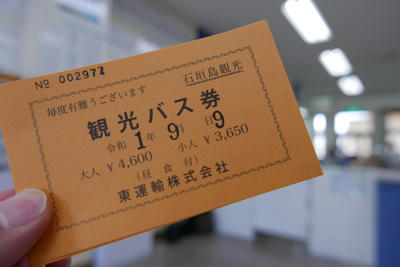 No 002972
毎度有難うございます
石垣島観光
観光バス券
令和 1 年 9 月 9 日
大人 ¥4,600 小人 ¥3,650
(昼食付)
東運輸株式会社